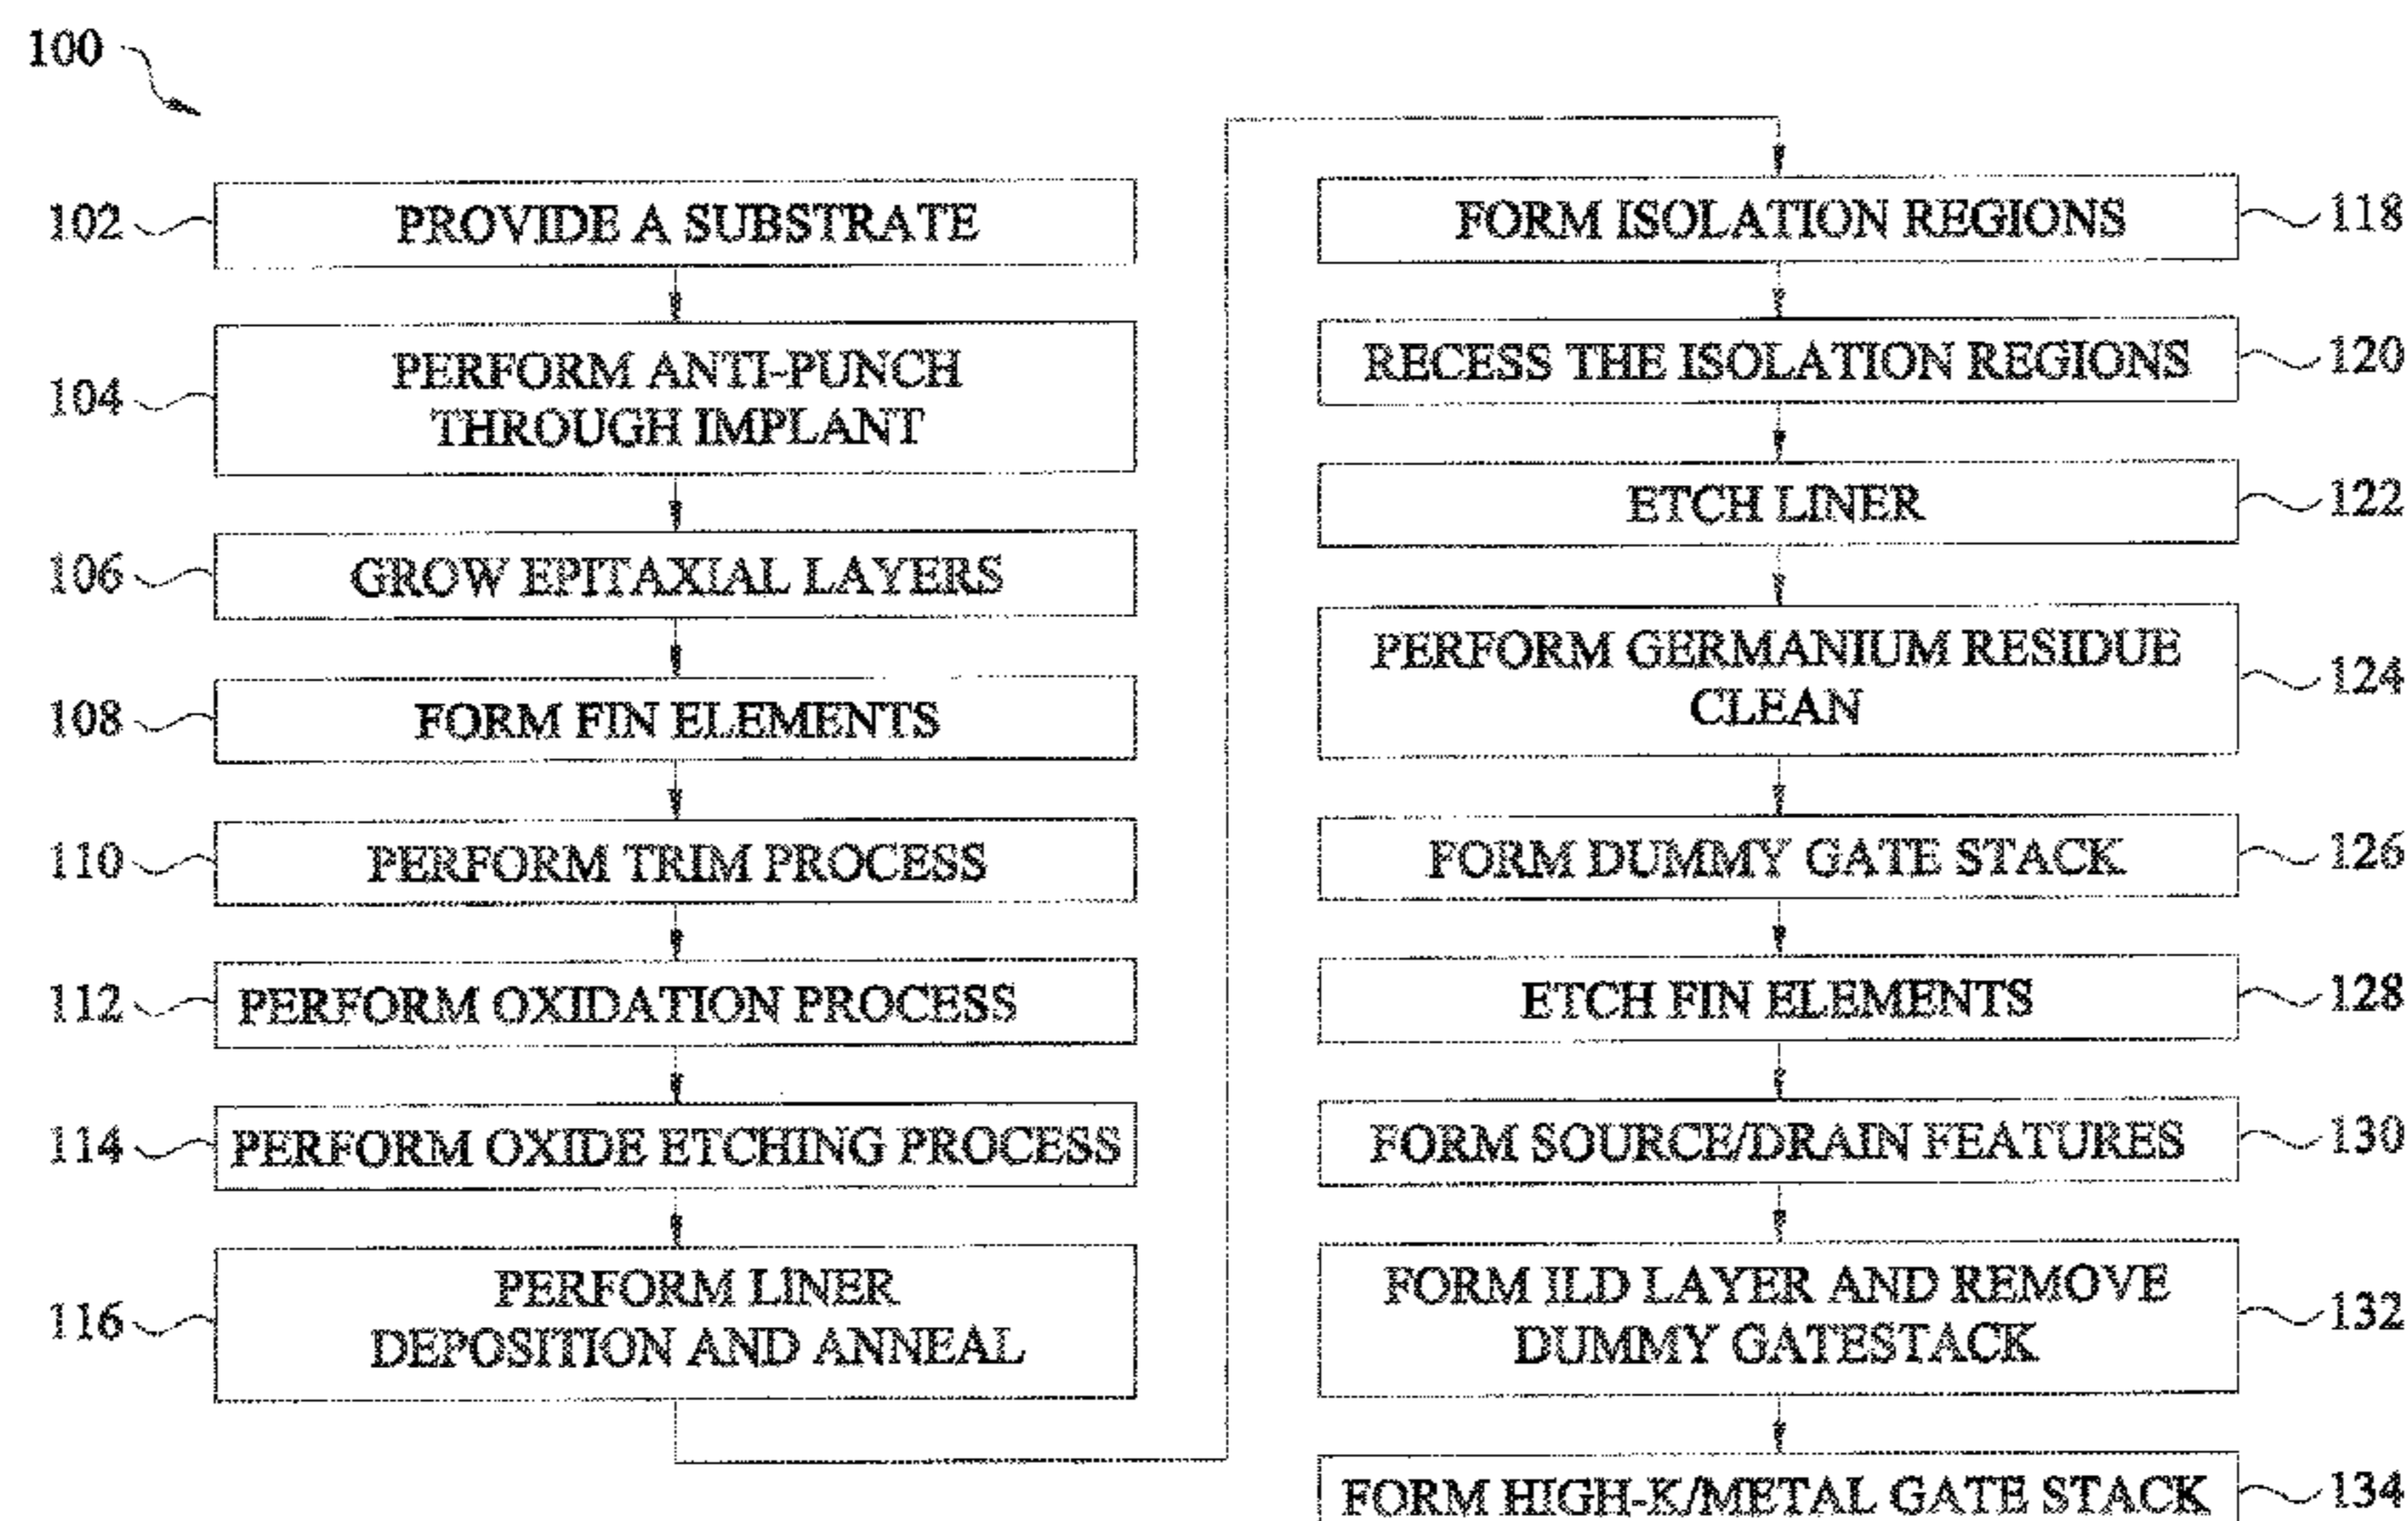 100
102
PROVIDE A SUBSTRATE
104
PERFORM ANTI-PUNCH
THROUGH IMPLANT
106
GROW EPITAXIAL LAYERS
108
FORM FIN ELEMENTS
110
PERFORM TRIM PROCESS
112
PERFORM OXIDATION PROCESS
114
PERFORM OXIDE ETCHING PROCESS
116
PERFORM LINER
DEPOSITION AND ANNEAL
FORM ISOLATION REGIONS
118
RECESS THE ISOLATION REGIONS
120
ETCH LINER
122
PERFORM GERMANIUM RESIDUE
CLEAN
124
FORM DUMMY GATE STACK
126
ETCH FIN ELEMENTS
128
FORM SOURCE/DRAIN FEATURES
130
FORM ILD LAYER AND REMOVE
DUMMY GATESTACK
132
FORM HIGH-K/METAL GATE STACK
134